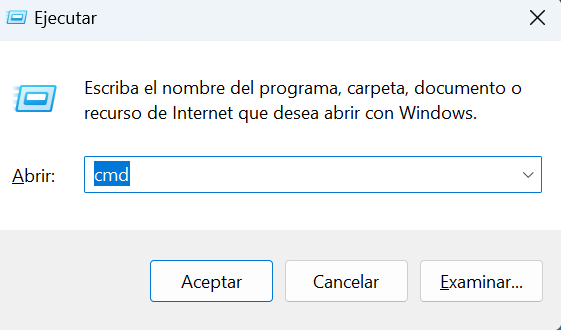 Ejecutar
Escriba el nombre del programa, carpeta, documento o
recurso de Internet que desea abrir con Windows.
Abrir: cmd
Aceptar Cancelar Examinar...